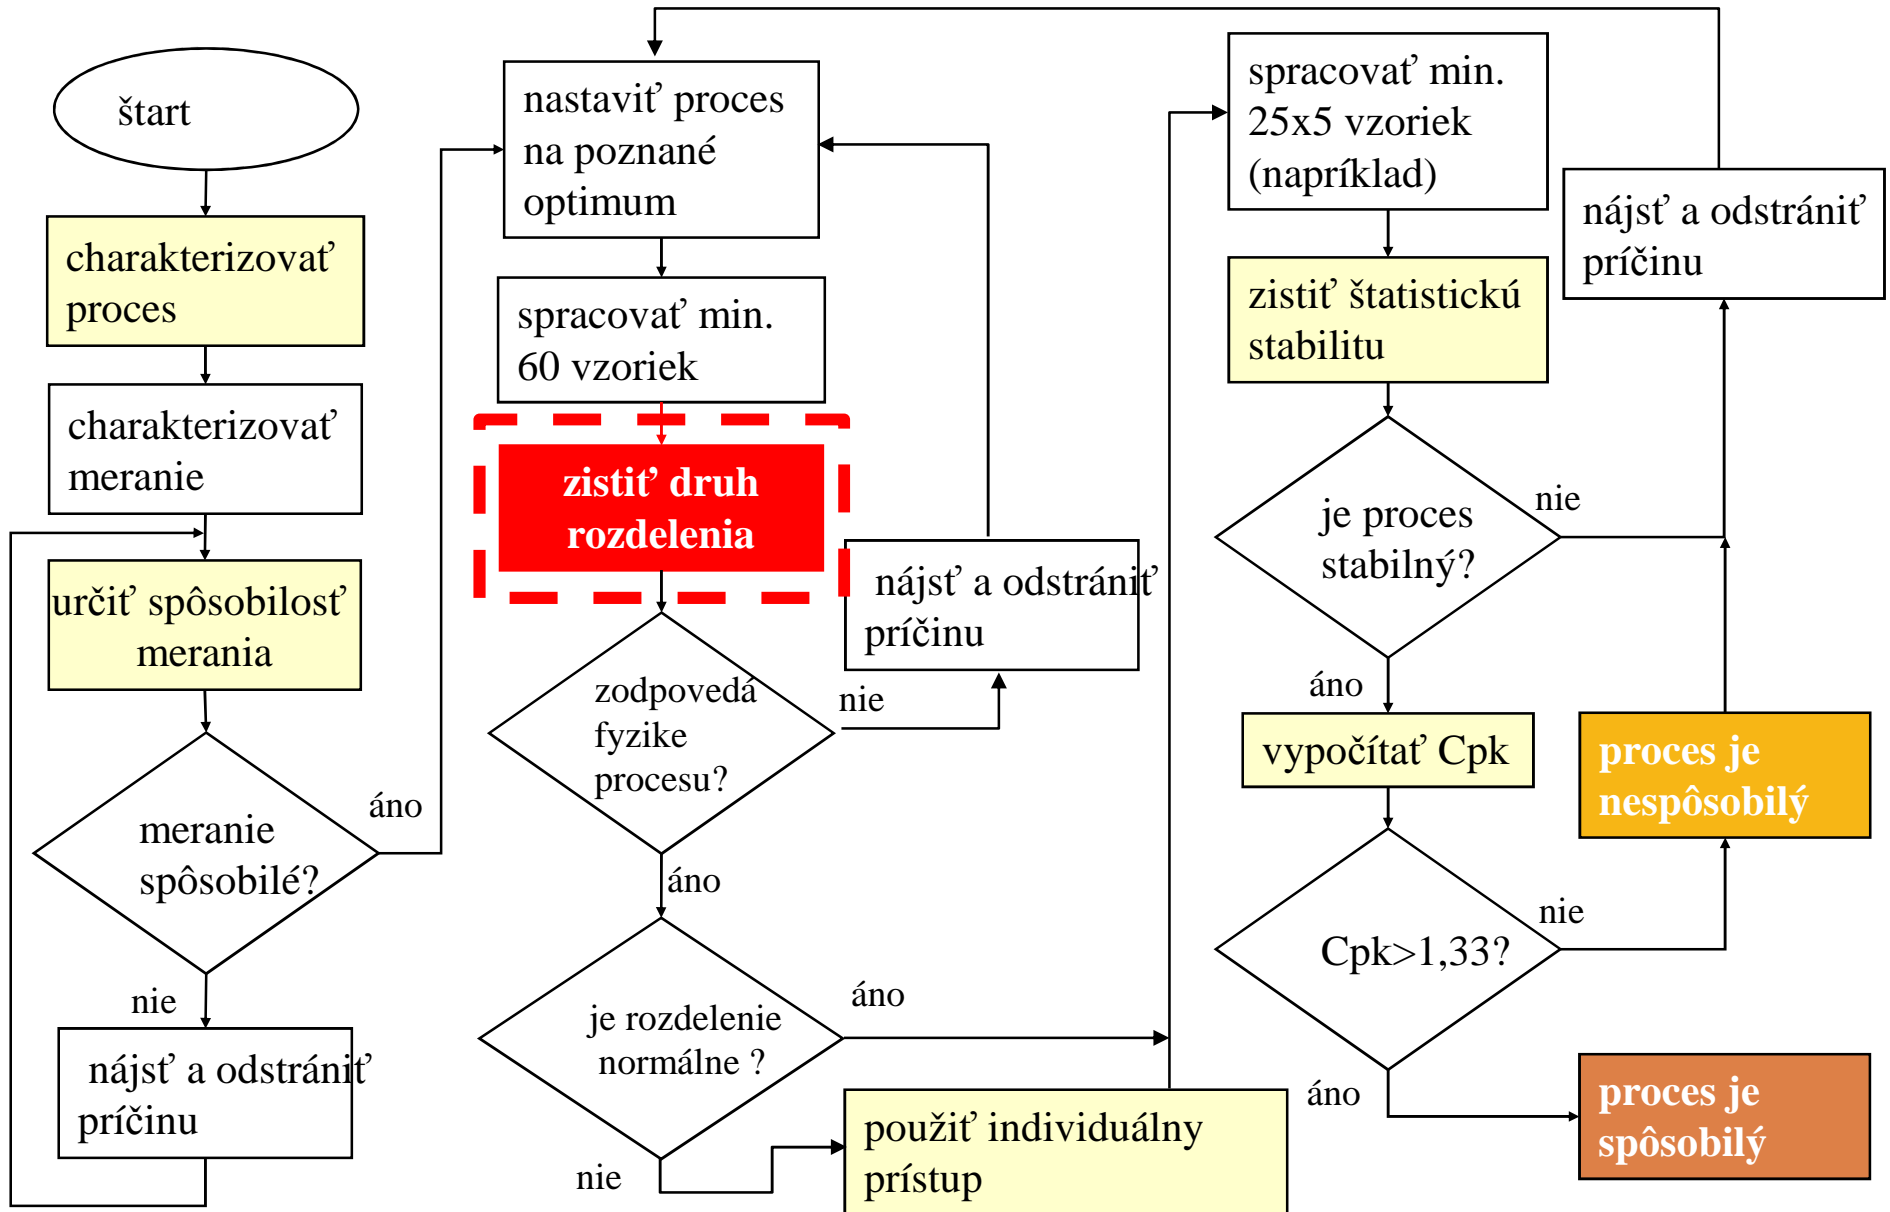 štart
charakterizovať
proces
charakterizovať
meranie
určiť spôsobilosť
merania
meranie
spôsobilé?
áno
nie
nájsť a odstrániť
príčinu
nastaviť proces
na poznané
optimum
spracovať min.
60 vzoriek
zistiť druh
rozdelenia
zodpovedá
fyzike
procesu?
nie
nájsť a odstrániť
príčinu
áno
je rozdelenie
normálne ?
áno
nie
použiť individuálny
prístup
spracovať min.
25x5 vzoriek
(napríklad)
zistiť štatistickú
stabilitu
je proces
stabilný?
nie
nájsť a odstrániť
príčinu
áno
vypočítať Cpk
Cpk>1,33?
nie
proces je
nespôsobilý
áno
proces je
spôsobilý